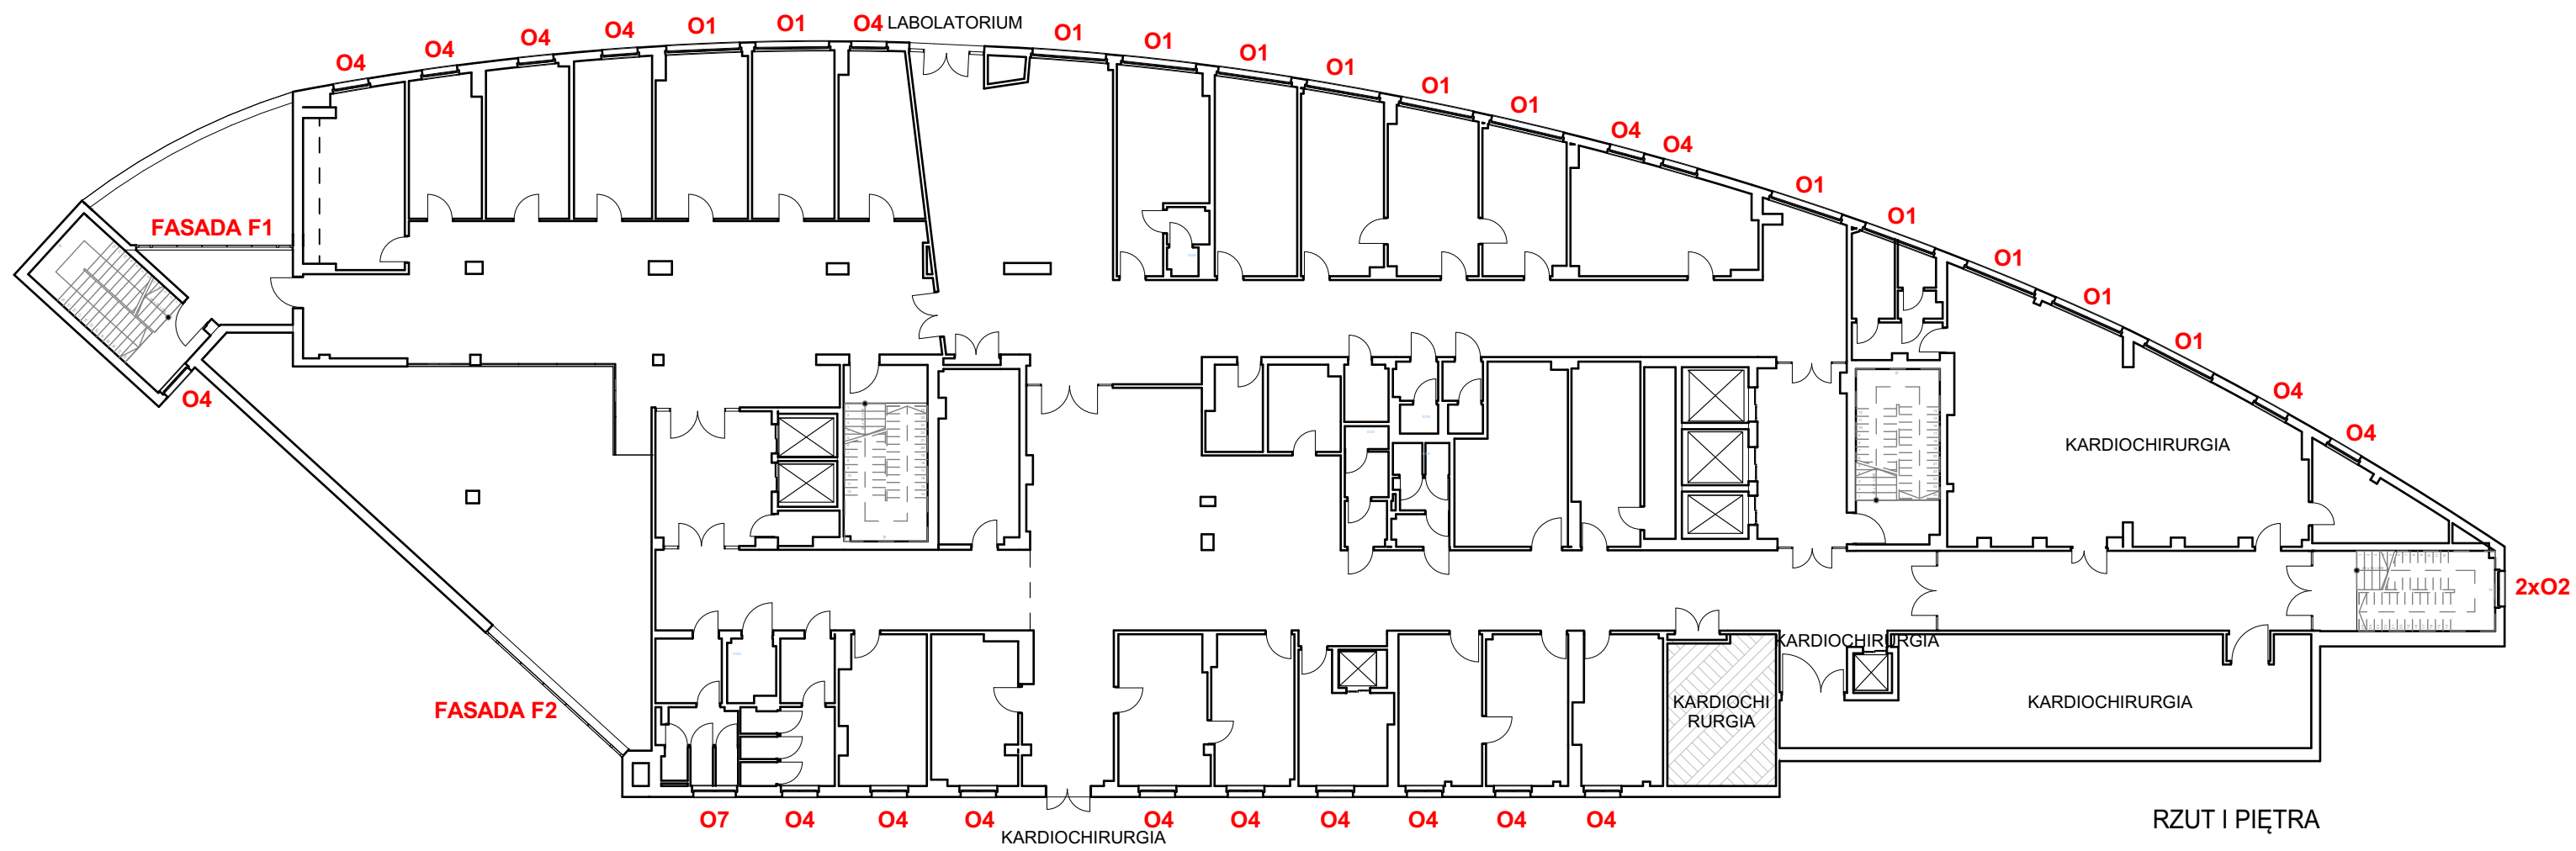 O4
O4
O4
O4
O1
O1
O4
LABOLATORIUM
O1
O1
O1
O1
O1
O1
O4
O4
O1
O1
O1
O1
O1
O4
O4
FASADA F1
O4
KARDIOCHIRURGIA
2xO2
KARDIOCHIRURGIA
KARDIOCHI
RURGIA
KARDIOCHIRURGIA
FASADA F2
O7
O4
O4
O4
KARDIOCHIRURGIA
O4
O4
O4
O4
O4
O4
RZUT I PIĘTRA